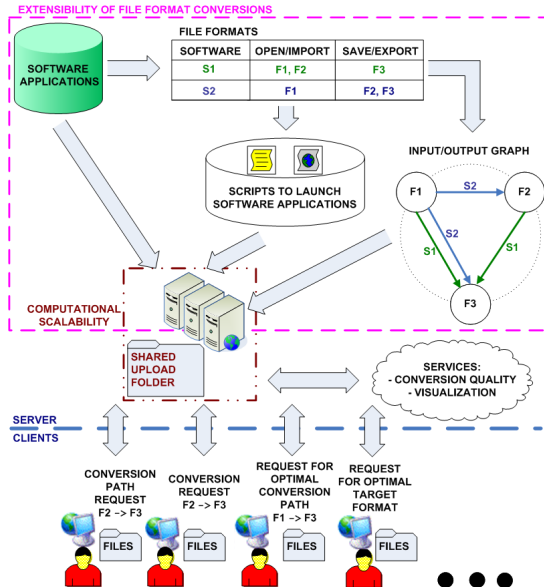 EXTENSIBILITY OF FILE FORMAT CONVERSIONS
SOFTWARE
APPLICATIONS
FILE FORMATS
SOFTWARE OPEN/IMPORT SAVE/EXPORT
S1 F1, F2 F3
S2 F1 F2, F3
SCRIPTS TO LAUNCH
SOFTWARE APPLICATIONS
INPUT/OUTPUT GRAPH
F1 S2 F2
S2
S1 S1
F3
COMPUTATIONAL
SCALABILITY
SHARED
UPLOAD
FOLDER
SERVICES:
- CONVERSION QUALITY
- VISUALIZATION
SERVER
CLIENTS
CONVERSION
PATH
REQUEST
F2 -> F3
FILES
CONVERSION
REQUEST
F2 -> F3
FILES
REQUEST FOR
OPTIMAL
CONVERSION
PATH
F1 -> F3
FILES
REQUEST
FOR OPTIMAL
TARGET
FORMAT
FILES